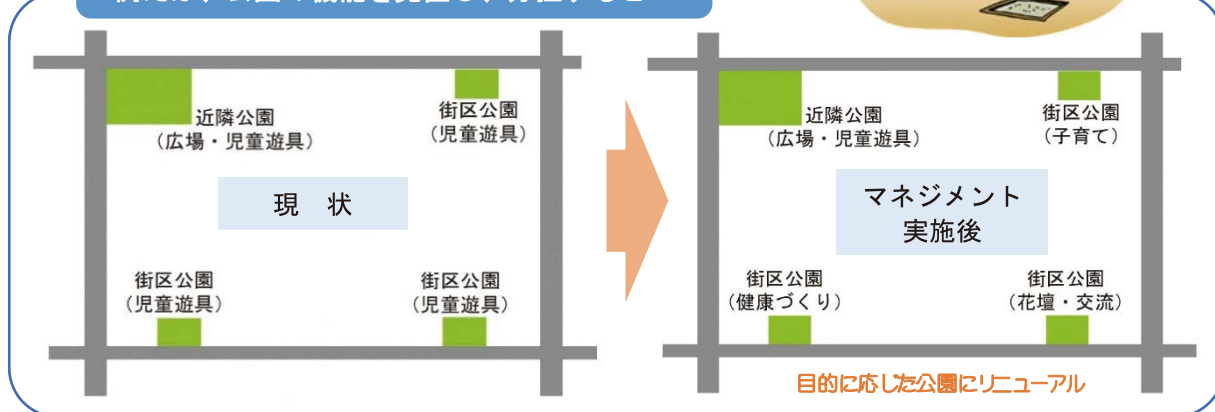 近隣公園
(広場・児童遊具)
街区公園
(児童遊具)
現 状
街区公園
(児童遊具)
街区公園
(児童遊具)
近隣公園
(広場・児童遊具)
街区公園
(子育て)
マネジメント
実施後
街区公園
(健康づくり)
街区公園
(花壇・交流)
目的に応じた公園にリニューアル